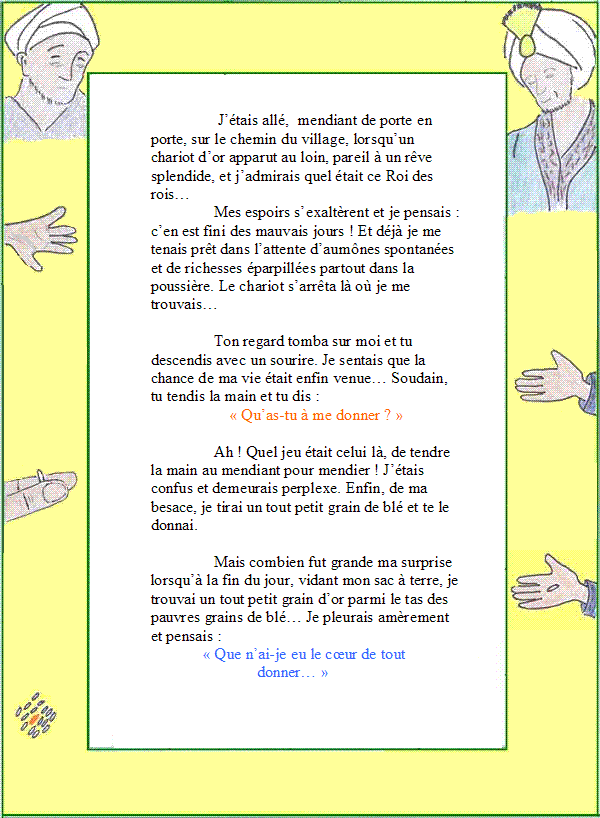 J'étais allé, mendiant de porte en
porte, sur le chemin du village, lorsqu'un
chariot d'or apparut au loin, pareil à un rêve
splendide, et j'admirais quel était ce Roi des
rois…
Mes espoirs s'exaltèrent et je pensais :
c'en est fini des mauvais jours ! Et déjà je me
tenais prêt dans l'attente d'aumônes spontanées
et de richesses éparpillées partout dans la
poussière. Le chariot s'arrêta là où je me
trouvais…
Ton regard tomba sur moi et tu
descendis avec un sourire. Je sentais que la
chance de ma vie était enfin venue… Soudain,
tu tendis la main et tu dis :
« Qu'as-tu à me donner ? »
Ah ! Quel jeu était celui là, de tendre
la main au mendiant pour mendier ! J'étais
confus et demeurais perplexe. Enfin, de ma
besace, je tirai un tout petit grain de blé et te le
donnai.
Mais combien fut grande ma surprise
lorsqu'à la fin du jour, vidant mon sac à terre, je
trouvai un tout petit grain d'or parmi le tas des
pauvres grains de blé… Je pleurais amèrement
et pensais :
« Que n'ai-je eu le cœur de tout
donner… »